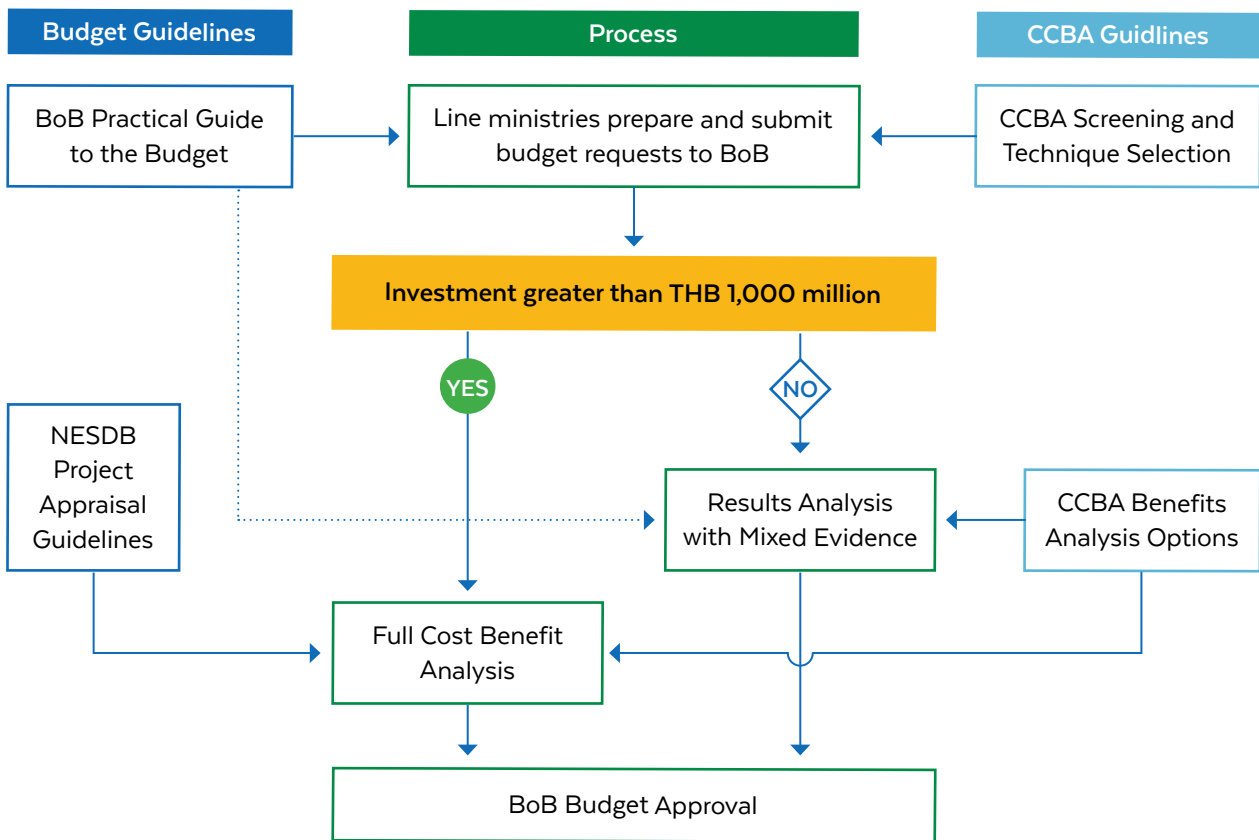 Budget Guidelines
Process
CCBA Guidlines
BoB Practical Guide
to the Budget
Line ministries prepare and submit
budget requests to BoB
CCBA Screening and
Technique Selection
Investment greater than THB 1,000 million
YES
NO
NESDB
Project
Appraisal
Guidelines
Results Analysis
with Mixed Evidence
CCBA Benefits
Analysis Options
Full Cost Benefit
Analysis
BoB Budget Approval